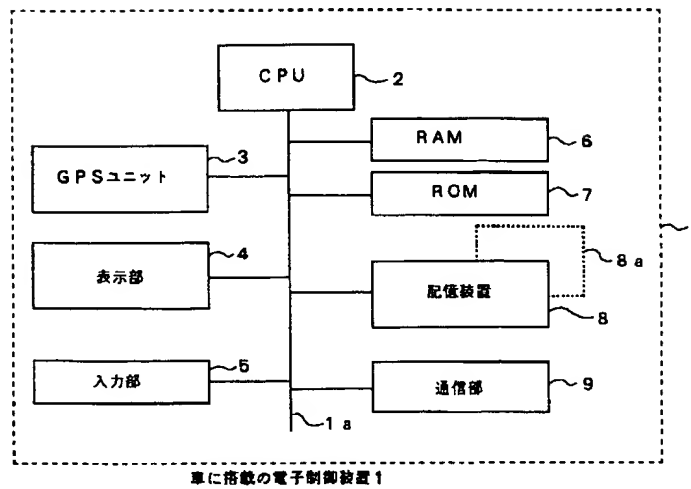 CPU
2
RAM
6
GPSユニット
3
ROM
7
表示部
4
8a
記憶装置
8
入力部
5
通信部
9
1a
車に搭載の電子制御装置1